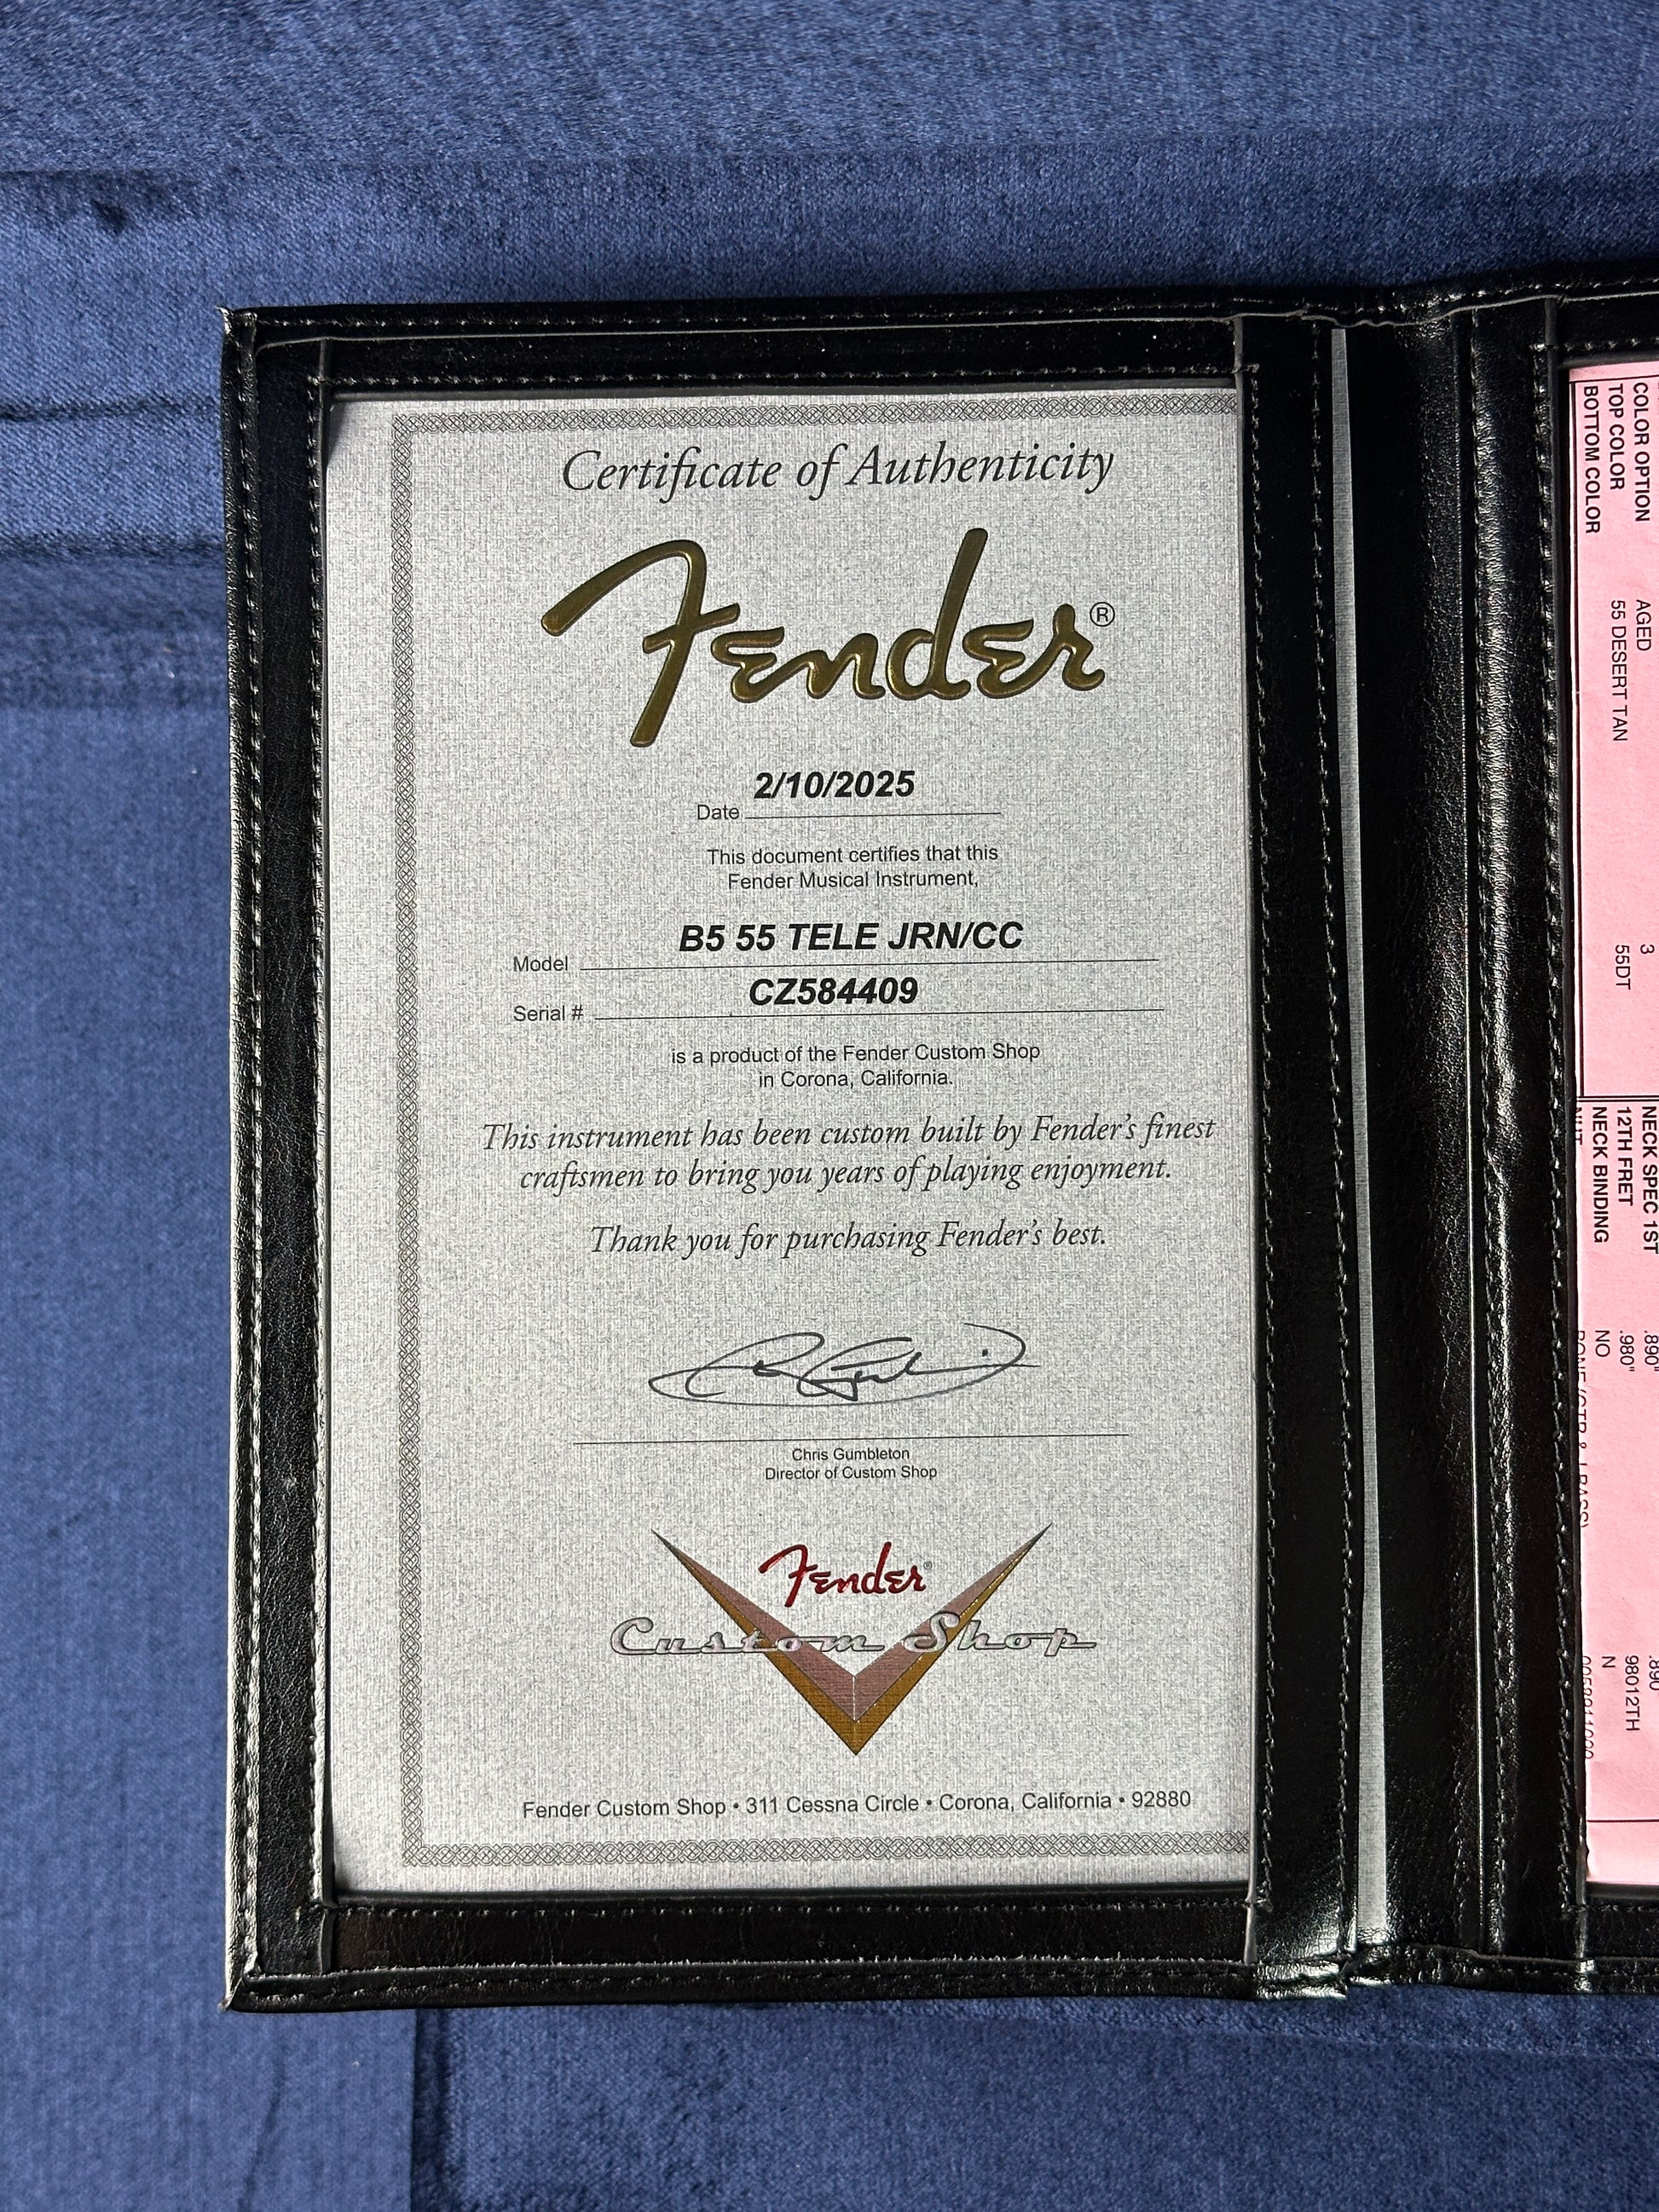 Certificate of Authenticity
Fender®
2/10/2025
Date
This document certifies that this
Fender Musical Instrument,
B5 55 TELE JRN/CC
Model
CZ584409
Serial #
is a product of the Fender Custom Shop
in Corona, California.
This instrument has been custom built by Fender's finest
craftsmen to bring you years of playing enjoyment.
Thank you for purchasing Fender's best.
Chris Gumbleton
Director of Custom Shop
Fender®
Custom Shop
Fender Custom Shop • 311 Cessna Circle • Corona, California • 92880
COLOR OPTION AGED 3
TOP COLOR 55 DESERT TAN 55DT
BOTTOM COLOR
NECK SPEC 1ST .890" .890
12TH FRET .980" 98012TH
NECK BINDING NO N